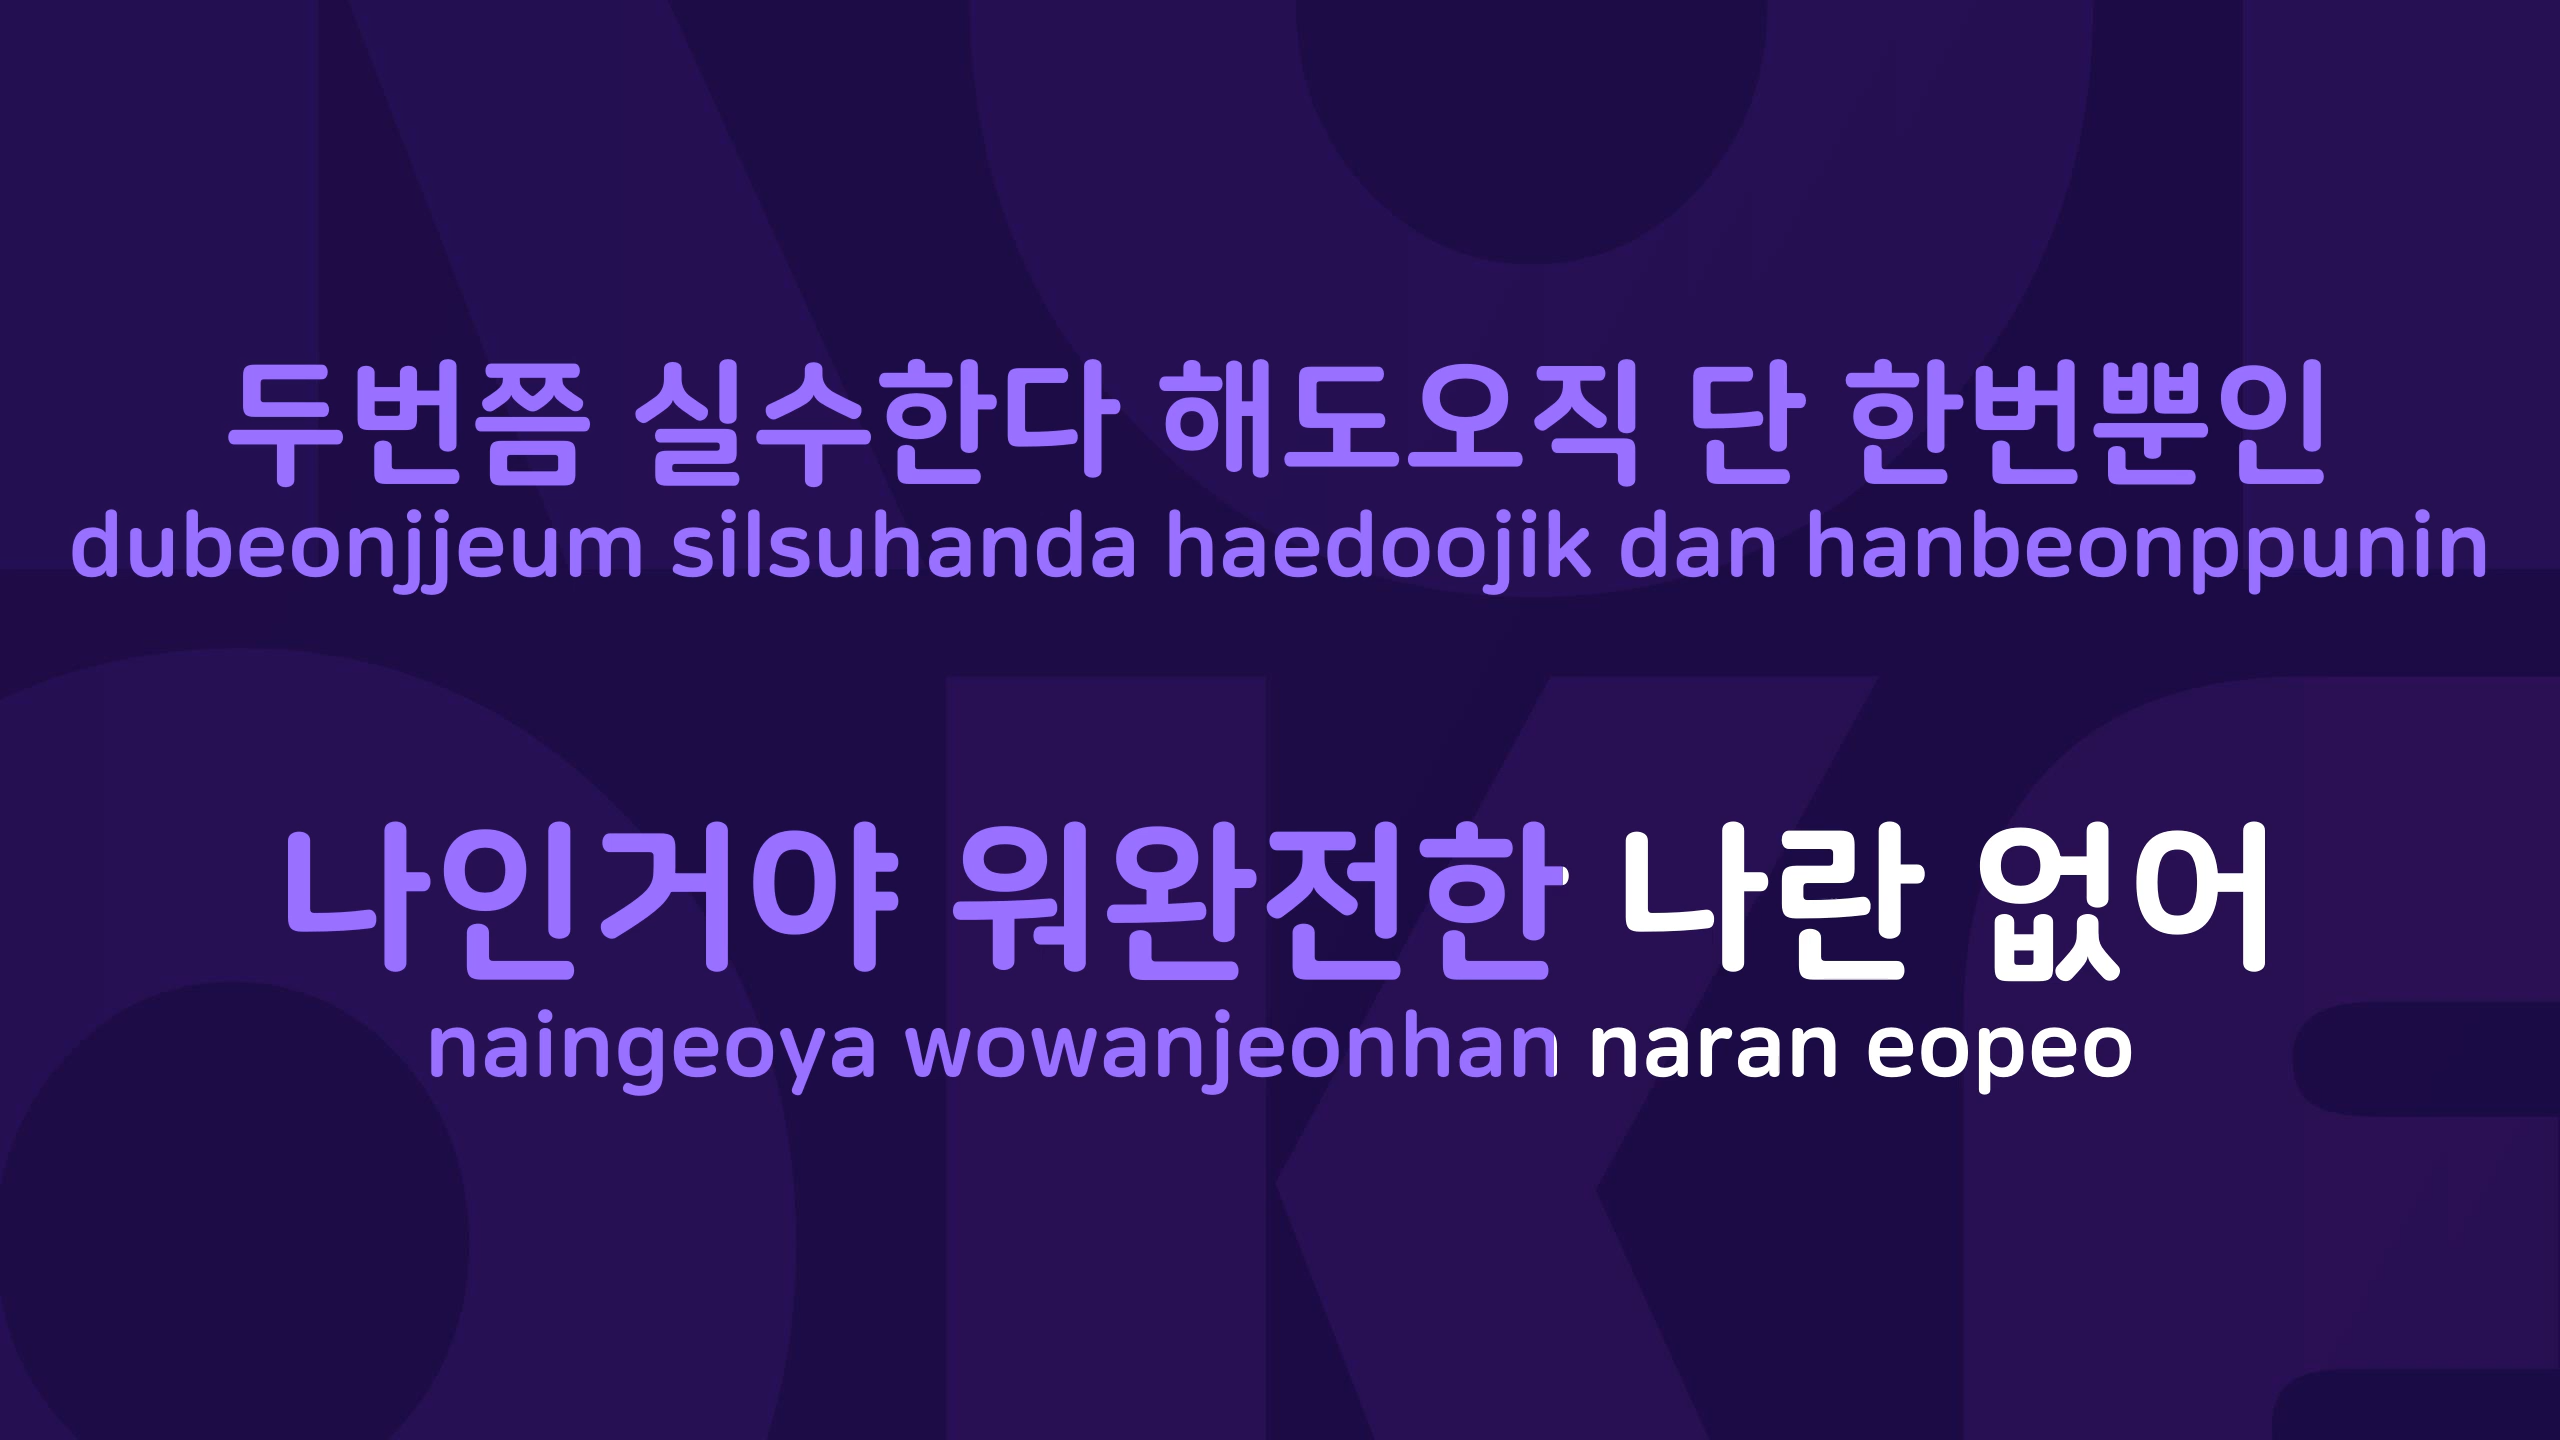 두번쯤 실수한다 해도오직 단 한번뿐인
dubeonjjeum silsuhanda haedoojik dan hanbeonppunin
나인거야 워완전한 나란 없어
naingeoya wowanjeonhan naran eopeo